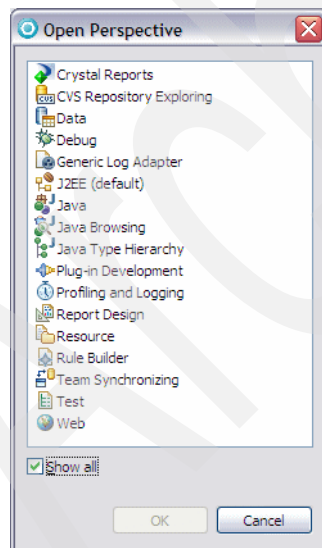 Open Perspective
Crystal Reports
CVS Repository Exploring
Data
Debug
Generic Log Adapter
J2EE (default)
Java
Java Browsing
Java Type Hierarchy
Plug-in Development
Profiling and Logging
Report Design
Resource
Rule Builder
Team Synchronizing
Test
Web
Show all
OK
Cancel